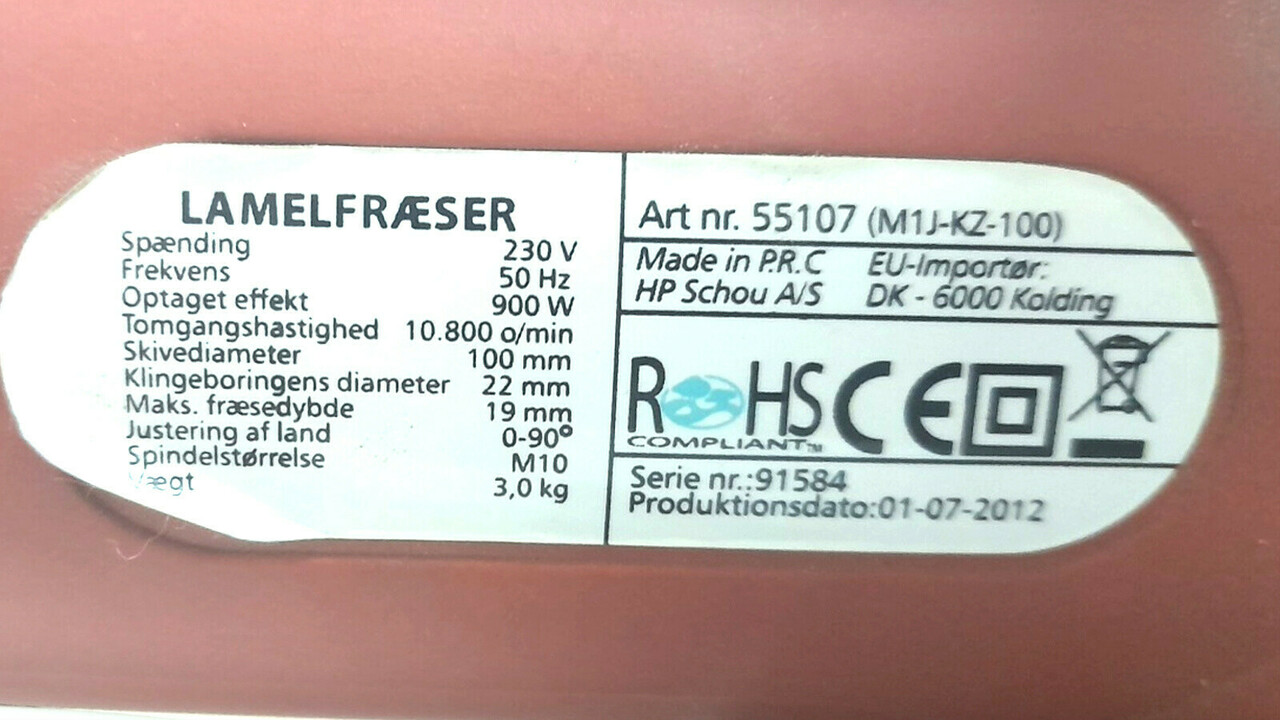 LAMELFRÆSER
Spænding 230 V
Frekvens 50 Hz
Optaget effekt 900 W
Tomgangshastighed 10.800 o/min
Skivediameter 100 mm
Klingeboringens diameter 22 mm
Maks. fræsedybde 19 mm
Justering af land 0-90°
Spindelstørrelse M10
Vægt 3,0 kg
Art nr. 55107 (M1J-KZ-100)
Made in P.R.C EU-Importør:
HP Schou A/S DK - 6000 Kolding
RoHS CE
COMPLIANT™
Serie nr.:91584
Produktionsdato:01-07-2012